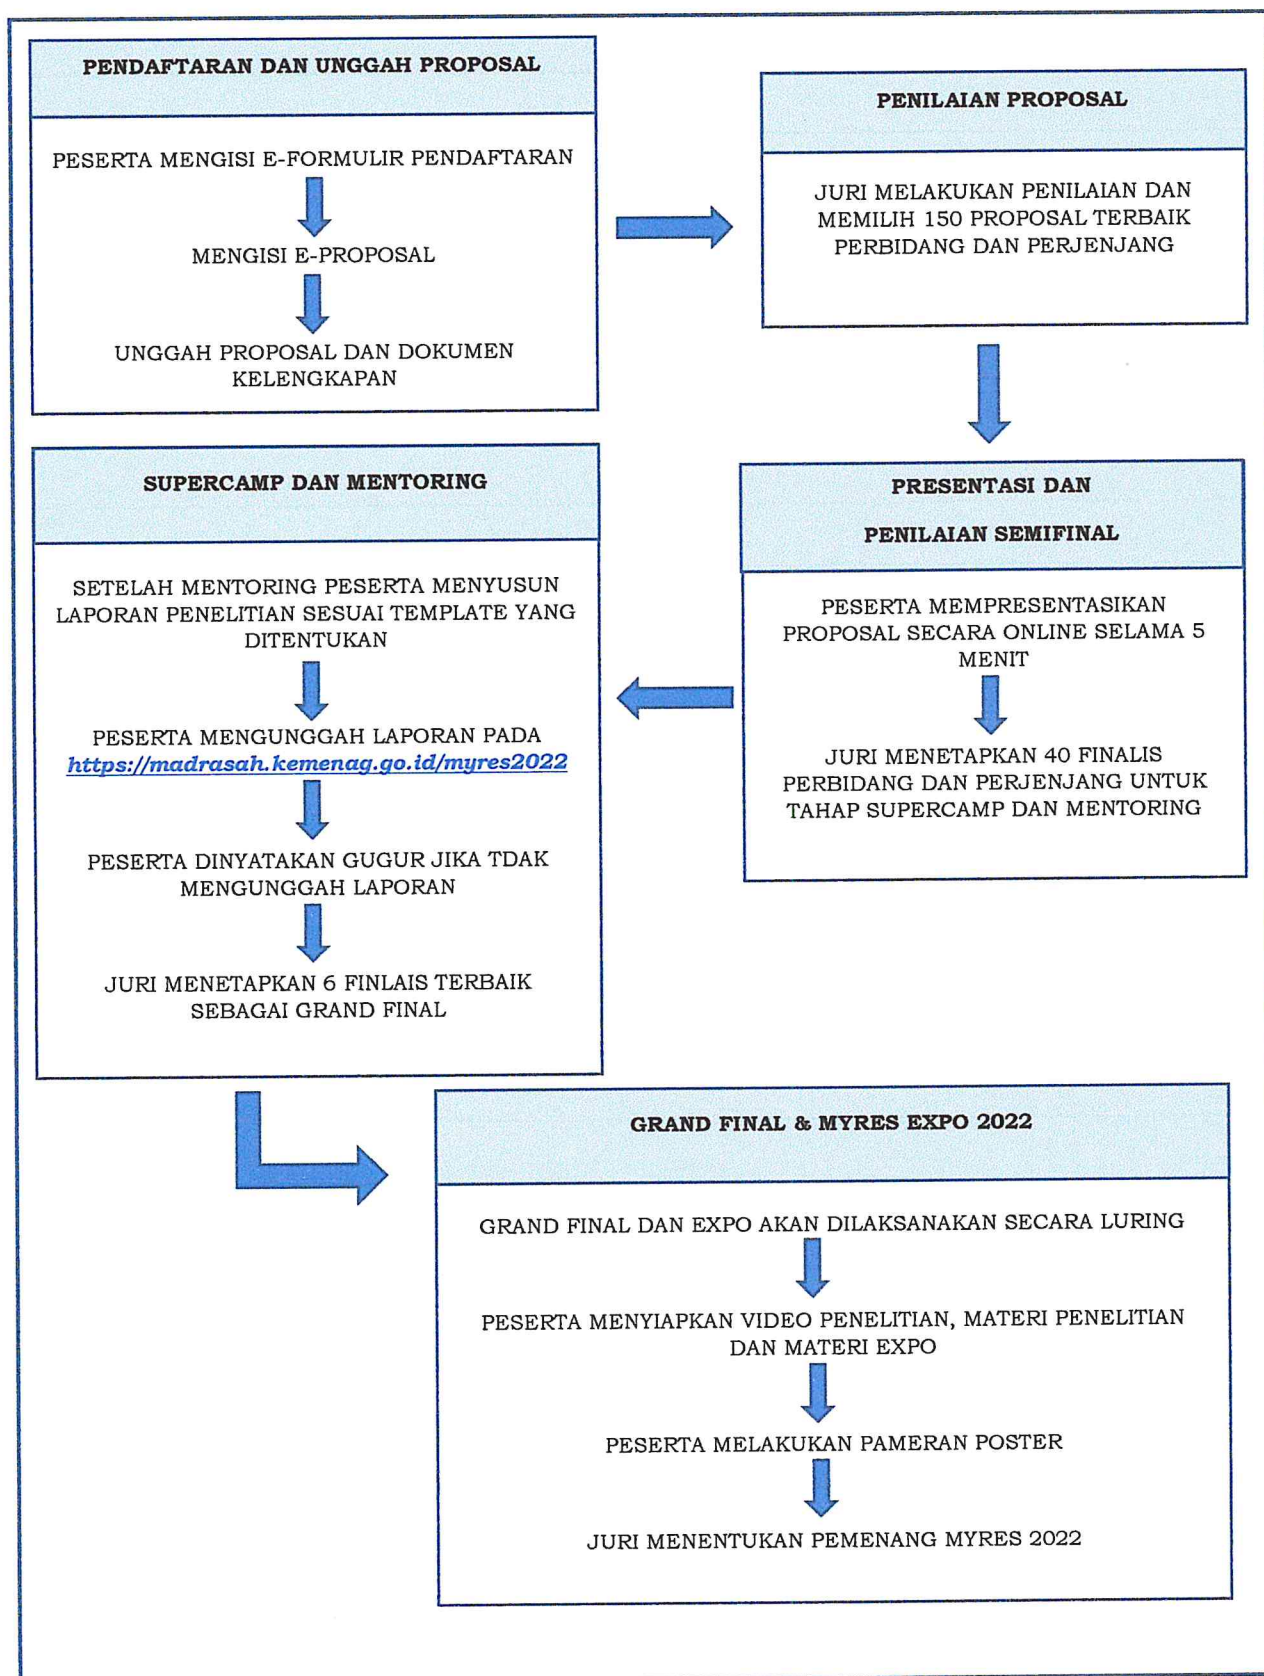 PENDAFTARAN DAN UNGGAH PROPOSAL
PESERTA MENGISI E-FORMULIR PENDAFTARAN
MENGISI E-PROPOSAL
UNGGAH PROPOSAL DAN DOKUMEN
KELENGKAPAN
PENILAIAN PROPOSAL
JURI MELAKUKAN PENILAIAN DAN
MEMILIH 150 PROPOSAL TERBAIK
PERBIDANG DAN PERJENJANG
PRESENTASI DAN
PENILAIAN SEMIFINAL
PESERTA MEMPRESENTASIKAN
PROPOSAL SECARA ONLINE SELAMA 5
MENIT
JURI MENETAPKAN 40 FINALIS
PERBIDANG DAN PERJENJANG UNTUK
TAHAP SUPERCAMP DAN MENTORING
SUPERCAMP DAN MENTORING
SETELAH MENTORING PESERTA MENYUSUN
LAPORAN PENELITIAN SESUAI TEMPLATE YANG
DITENTUKAN
PESERTA MENGUNGGAH LAPORAN PADA
https://madrasah.kemenag.go.id/myres2022
PESERTA DINYATAKAN GUGUR JIKA TDAK
MENGUNGGAH LAPORAN
JURI MENETAPKAN 6 FINLAIS TERBAIK
SEBAGAI GRAND FINAL
GRAND FINAL & MYRES EXPO 2022
GRAND FINAL DAN EXPO AKAN DILAKSANAKAN SECARA LURING
PESERTA MENYIAPKAN VIDEO PENELITIAN, MATERI PENELITIAN
DAN MATERI EXPO
PESERTA MELAKUKAN PAMERAN POSTER
JURI MENENTUKAN PEMENANG MYRES 2022